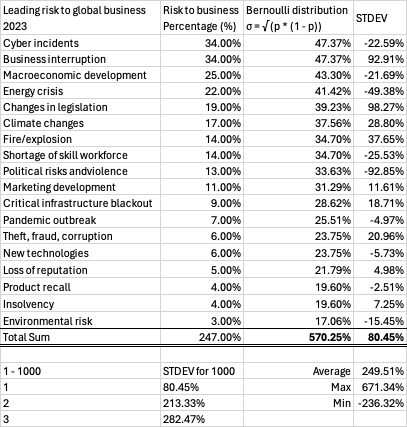 Leading risk to global business Risk to business Bernoulli distribution STDEV
2023 Percentage (%) σ = √(p * (1 - p))
Cyber incidents 34.00% 47.37% -22.59%
Business interruption 34.00% 47.37% 92.91%
Macroeconomic development 25.00% 43.30% -21.69%
Energy crisis 22.00% 41.42% -49.38%
Changes in legislation 19.00% 39.23% 98.27%
Climate changes 17.00% 37.56% 28.80%
Fire/explosion 14.00% 34.70% 37.65%
Shortage of skill workforce 14.00% 34.70% -25.53%
Political risks andviolence 13.00% 33.63% -92.85%
Marketing development 11.00% 31.29% 11.61%
Critical infrastructure blackout 9.00% 28.62% 18.71%
Pandemic outbreak 7.00% 25.51% -4.97%
Theft, fraud, corruption 6.00% 23.75% 20.96%
New technologies 6.00% 23.75% -5.73%
Loss of reputation 5.00% 21.79% 4.98%
Product recall 4.00% 19.60% -2.51%
Insolvency 4.00% 19.60% 7.25%
Environmental risk 3.00% 17.06% -15.45%
Total Sum 247.00% 570.25% 80.45%
1 - 1000 STDEV for 1000 Average 249.51%
1 80.45% Max 671.34%
2 213.33% Min -236.32%
3 282.47%